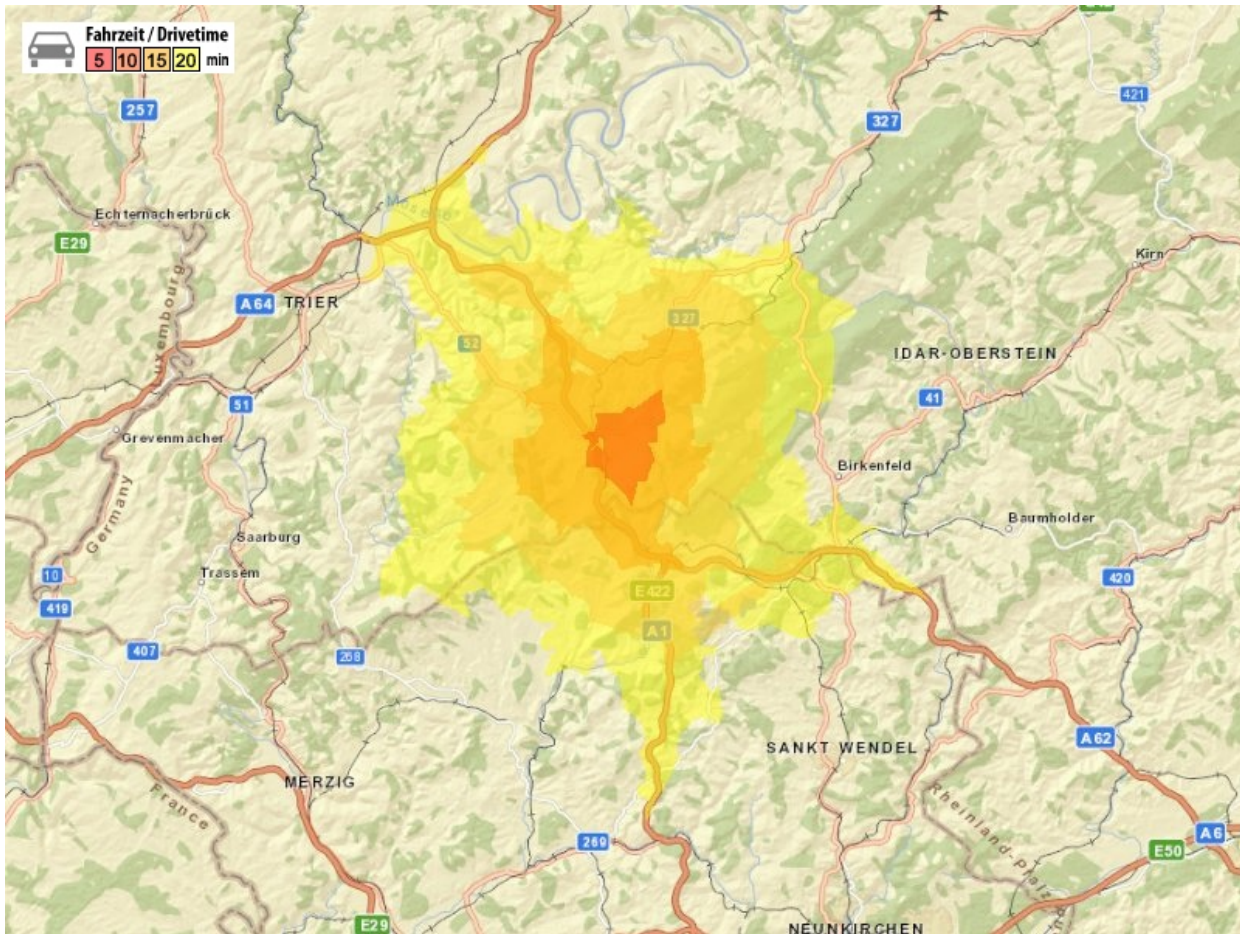 Fahrzeit / Drivetime
5 10 15 20 min
257
421
327
Echternacherbrück
E29
Kirn
A64
TRIER
Luxembourg
327
52
IDAR-OBERSTEIN
41
51
Grevenmacher
Birkenfeld
Germany
Baumholder
Saarburg
Trassem
10
420
E422
419
A1
407
268
A62
SANKT WENDEL
MERZIG
France
Rheinland-Pfalz
A6
269
E50
E29
NEUNKIRCHEN